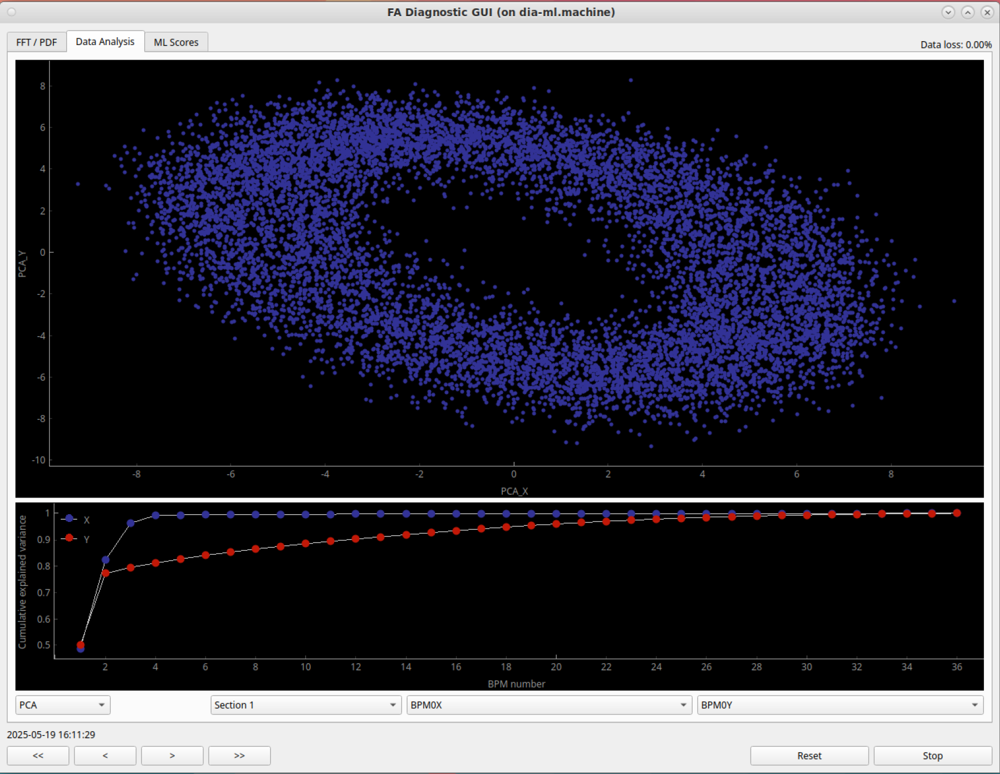 FA Diagnostic GUI (on dia-ml.machine)
FFT / PDF
Data Analysis
ML Scores
Data loss: 0.00%
8
6
4
2
0
-2
-4
-6
-8
-10
PCA_Y
-8 -6 -4 -2 0 2 4 6 8
PCA_X
X
Y
1
0.9
0.8
0.7
0.6
0.5
Cumulative explained variance
2 4 6 8 10 12 14 16 18 20 22 24 26 28 30 32 34 36
BPM number
PCA
Section 1
BPM0X
BPM0Y
2025-05-19 16:11:29
<<
<
>
>>
Reset
Stop